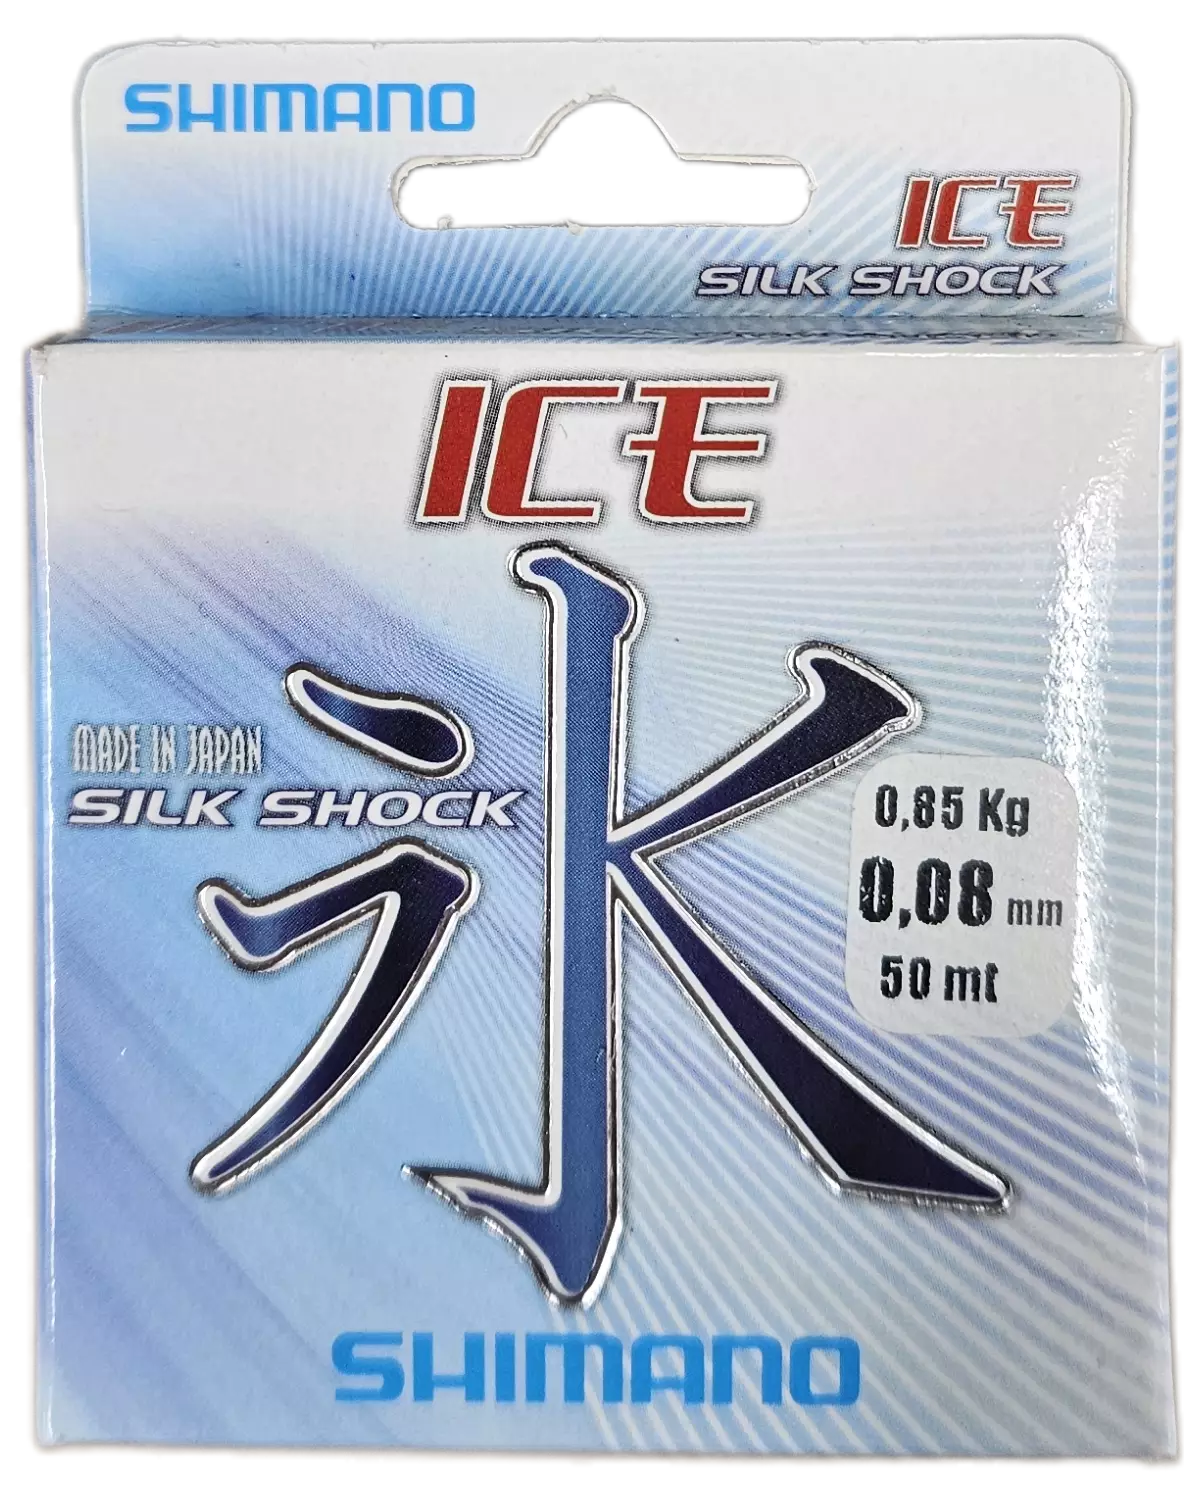 SHIMANO
ICE
SILK SHOCK
ICE
氷
MADE IN JAPAN
SILK SHOCK
0,85 Kg
0,08 mm
50 mt
SHIMANO